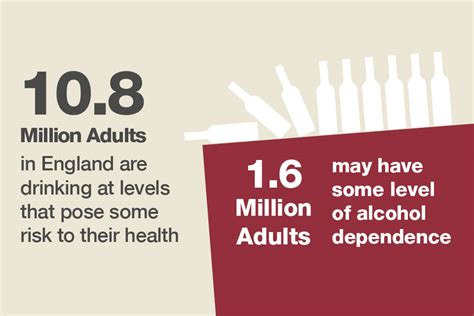 10.8
Million Adults
in England are
drinking at levels
that pose some
risk to their health
1.6
Million
Adults
may have
some level
of alcohol
dependence